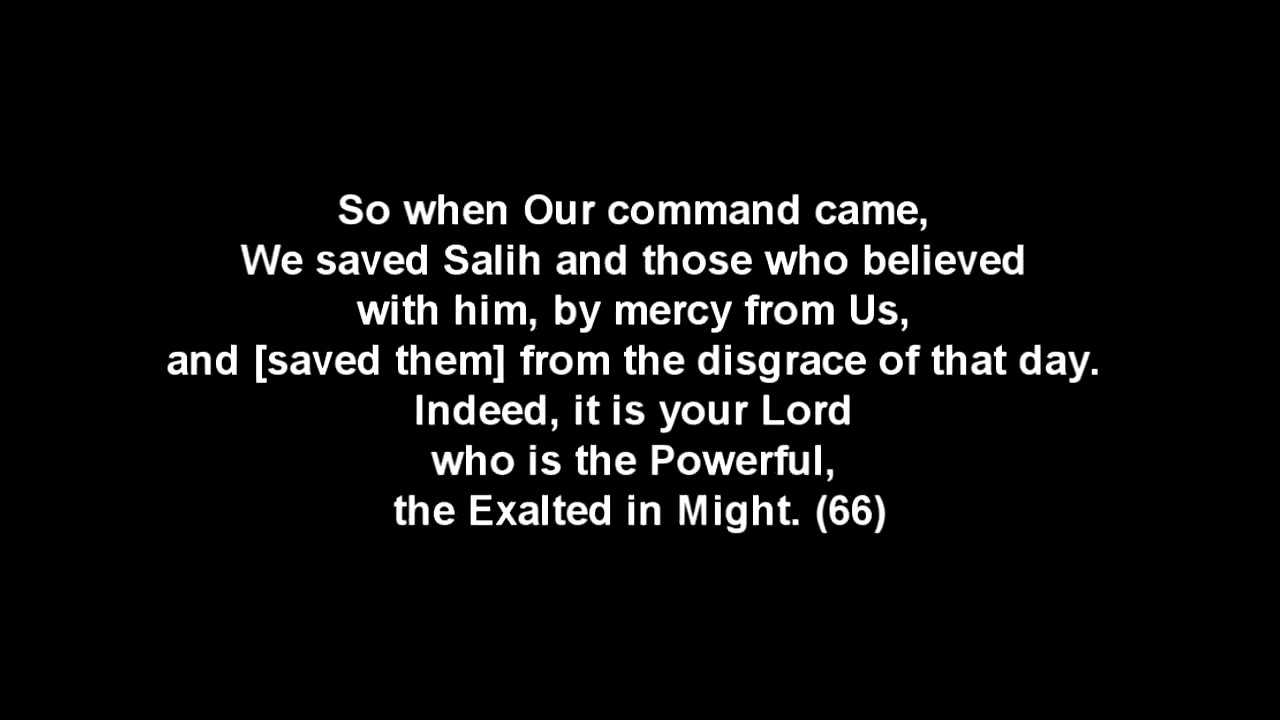 So when Our command came,
We saved Salih and those who believed
with him, by mercy from Us,
and [saved them] from the disgrace of that day.
Indeed, it is your Lord
who is the Powerful,
the Exalted in Might. (66)